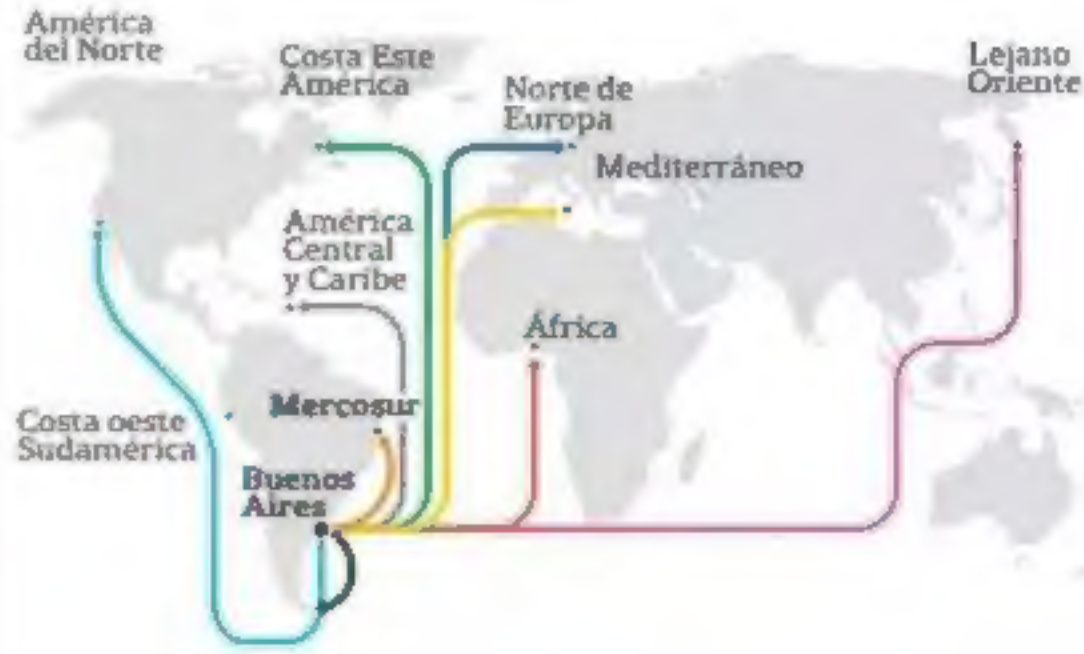 América
del Norte
Costa Este
América
Lejano
Oriente
Norte de
Europa
Mediterráneo
América
Central
y Caribe
África
Mercosur
Costa oeste
Sudamérica
Buenos
Aires